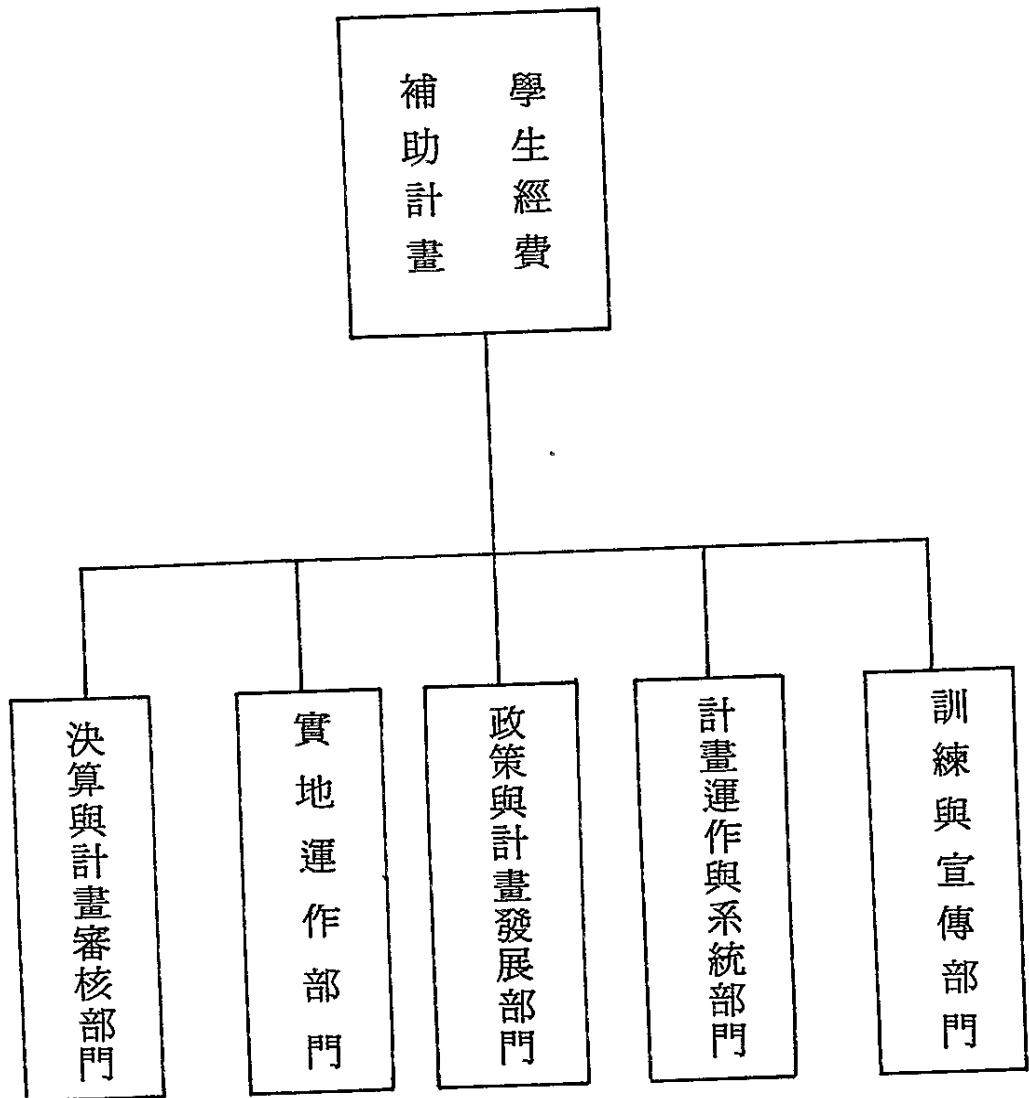 學生經費
補助計畫
訓練與宣傳部門
計畫運作與系統部門
政策與計畫發展部門
實地運作部門
決算與計畫審核部門